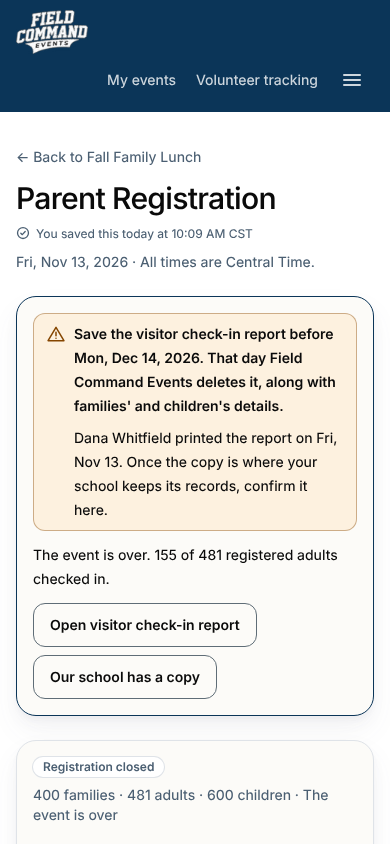 FIELD
COMMAND
EVENTS
My events Volunteer tracking
← Back to Fall Family Lunch
Parent Registration
You saved this today at 10:09 AM CST
Fri, Nov 13, 2026 · All times are Central Time.
Save the visitor check-in report before
Mon, Dec 14, 2026. That day Field
Command Events deletes it, along with
families' and children's details.
Dana Whitfield printed the report on Fri,
Nov 13. Once the copy is where your
school keeps its records, confirm it
here.
The event is over. 155 of 481 registered adults
checked in.
Open visitor check-in report
Our school has a copy
Registration closed
400 families · 481 adults · 600 children · The
event is over